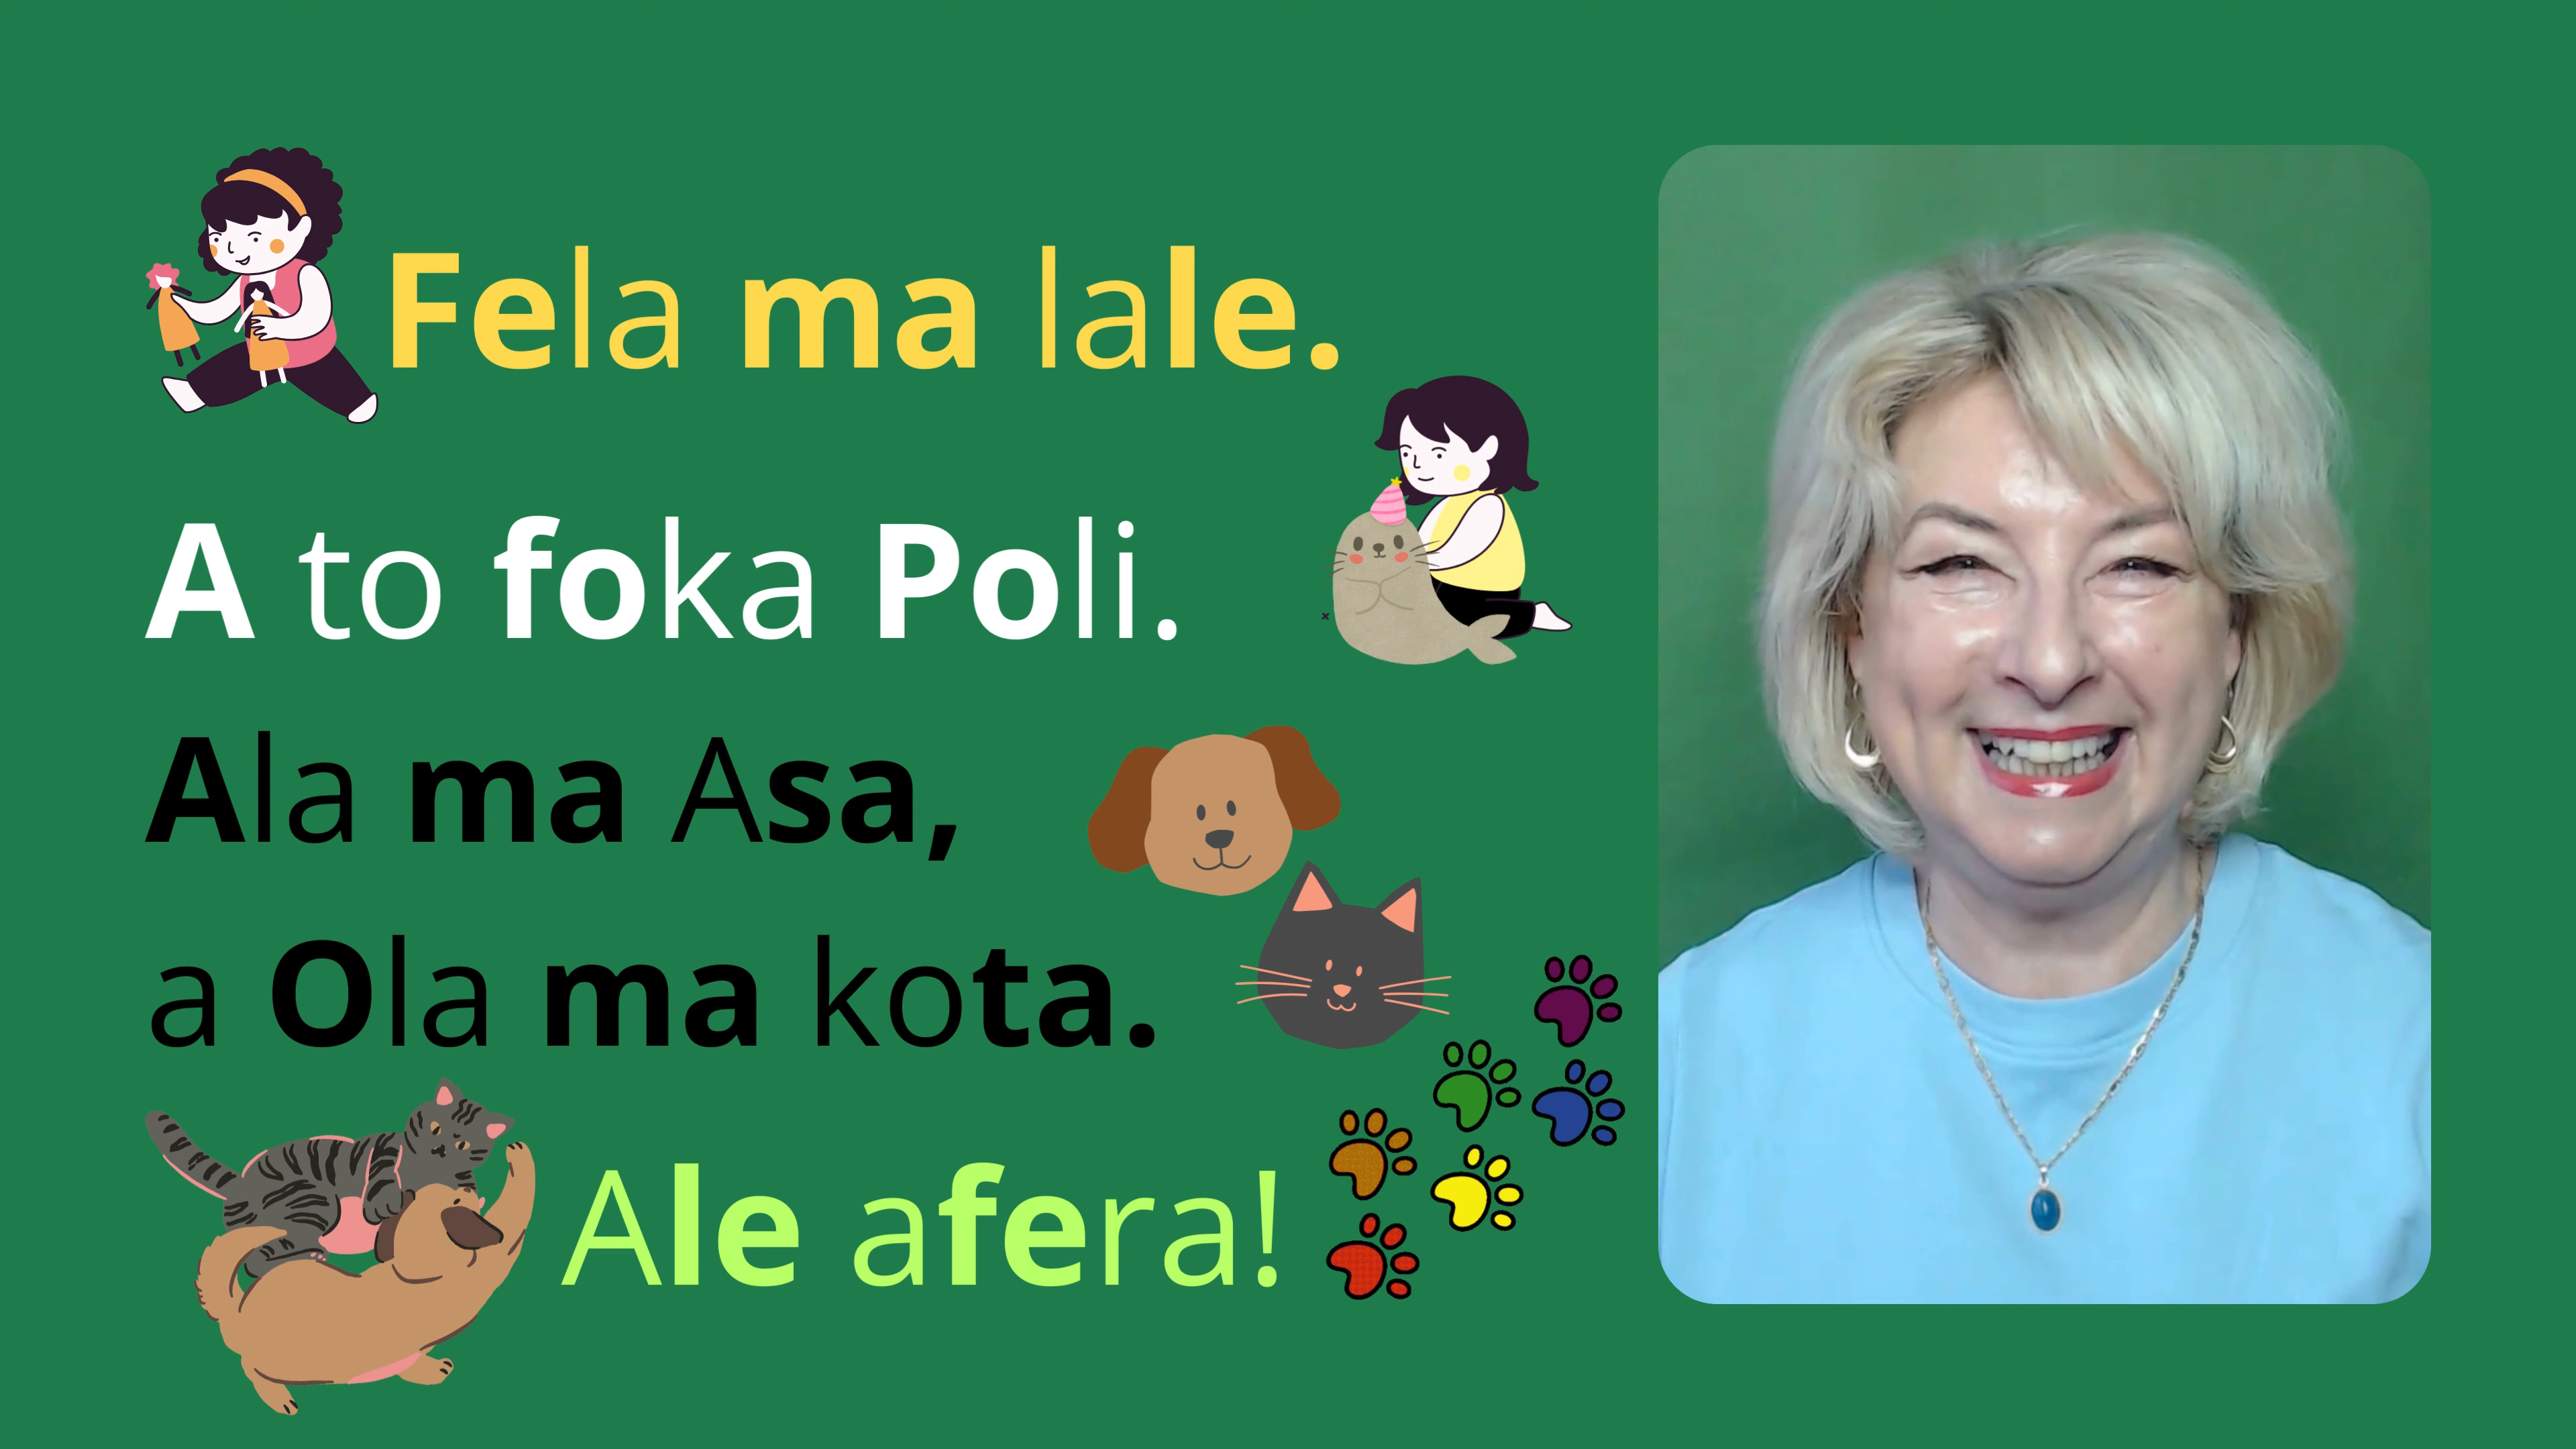 Fela ma lale.
A to foka Poli.
Ala ma Asa,
a Ola ma kota.
Ale afera!